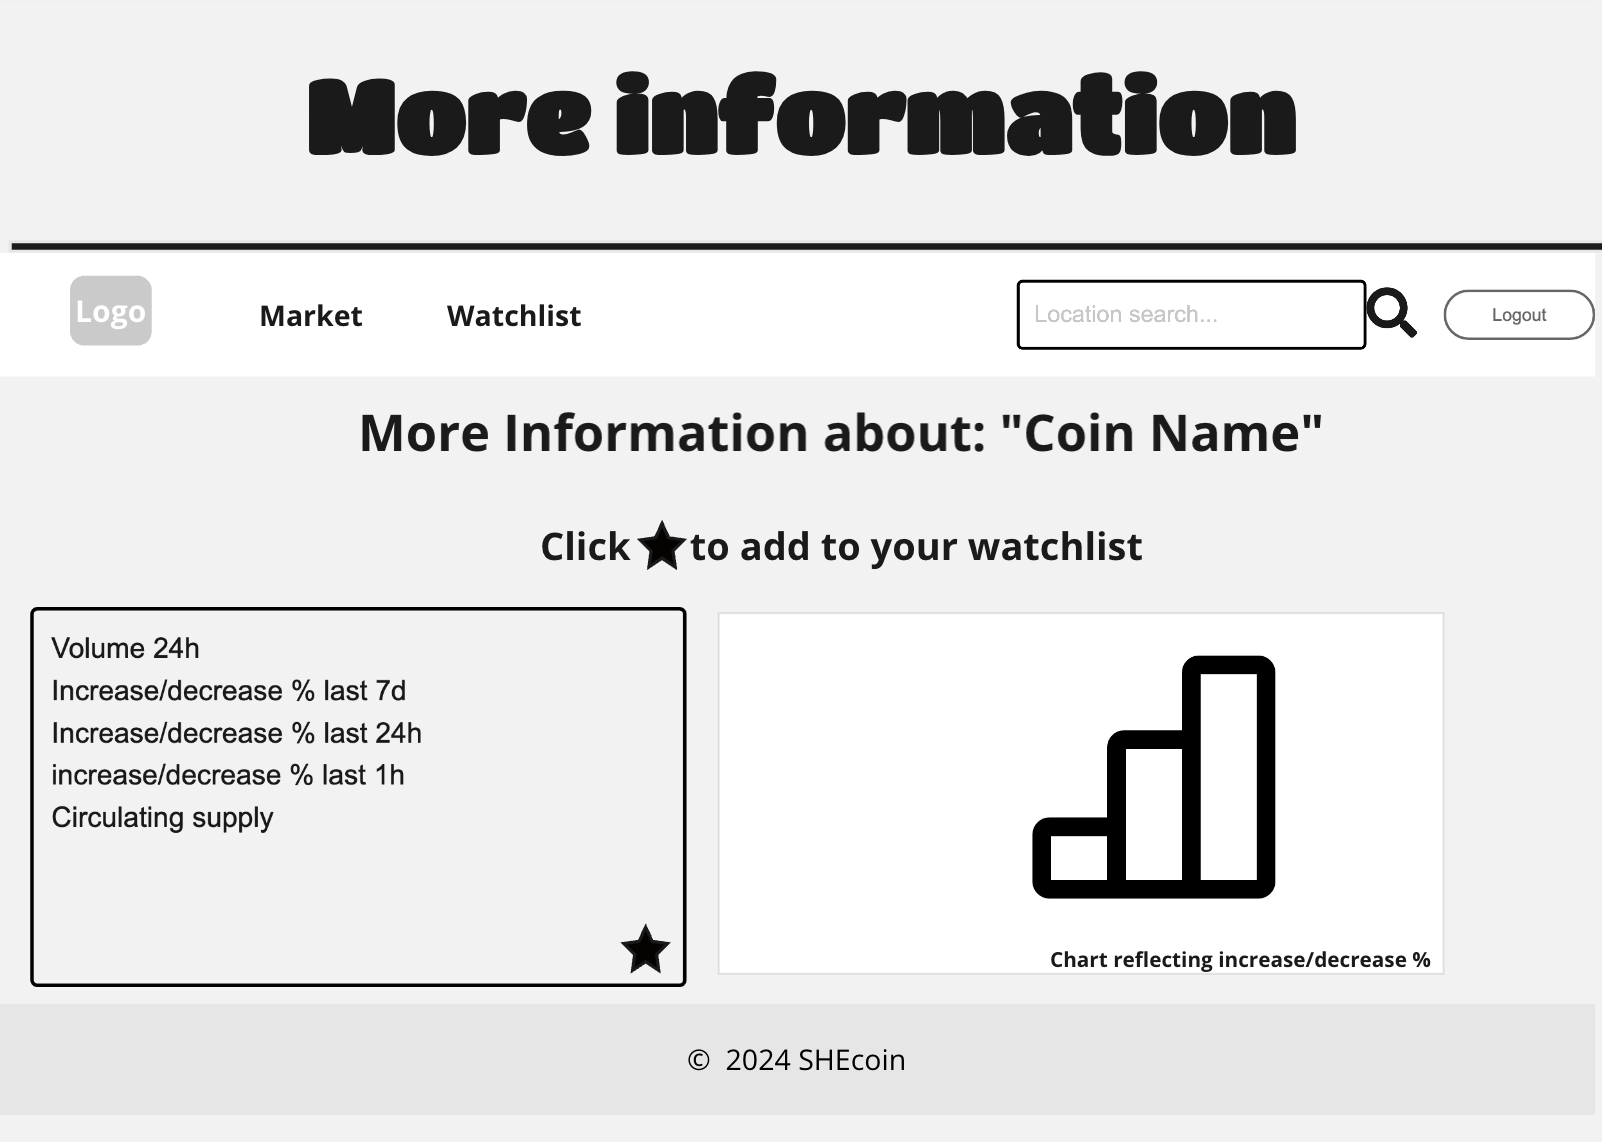 More information
Logo
Market
Watchlist
Location search...
Logout
More Information about: "Coin Name"
Click to add to your watchlist
Volume 24h
Increase/decrease % last 7d
Increase/decrease % last 24h
increase/decrease % last 1h
Circulating supply
Chart reflecting increase/decrease %
© 2024 SHEcoin